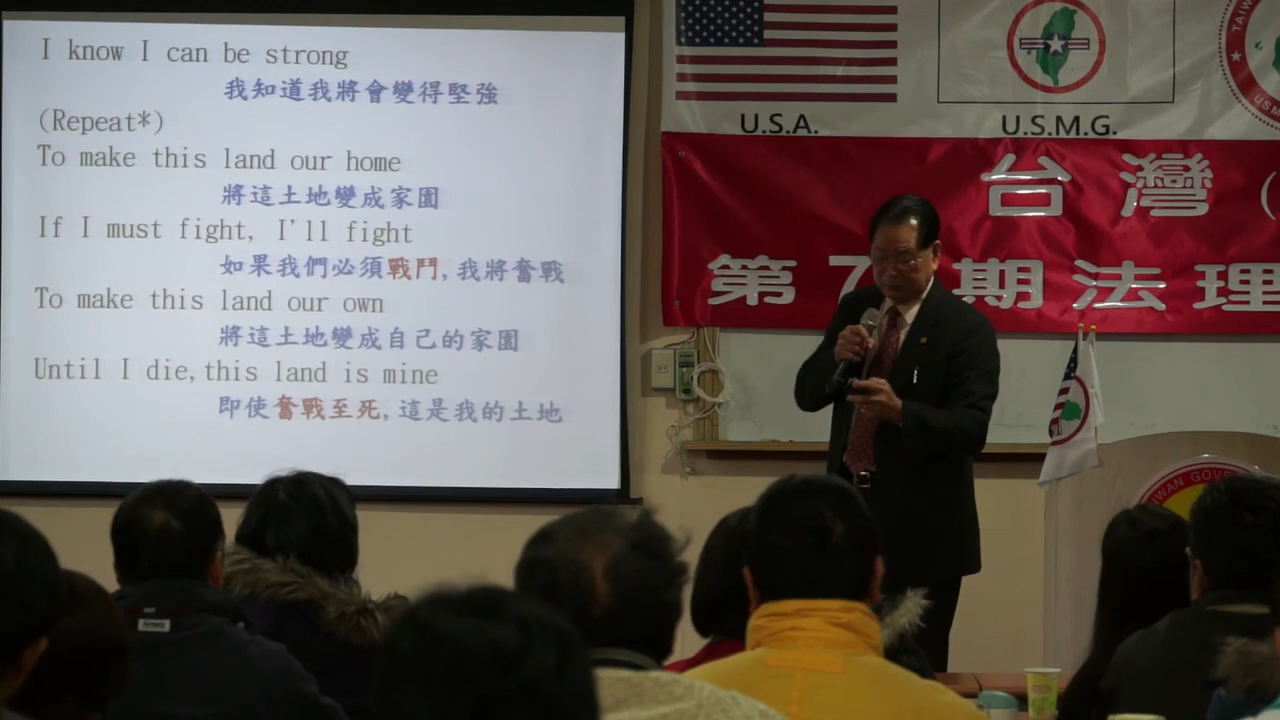 I know I can be strong
我知道我將會變得堅強
(Repeat*)
To make this land our home
將這土地變成家園
If I must fight, I'll fight
如果我們必須戰鬥,我將奮戰
To make this land our own
將這土地變成自己的家園
Until I die,this land is mine
即使奮戰至死,這是我的土地
U.S.A.
U.S.M.G.
TAIWAN
台灣(
第7期法理
TAIWAN GOVER